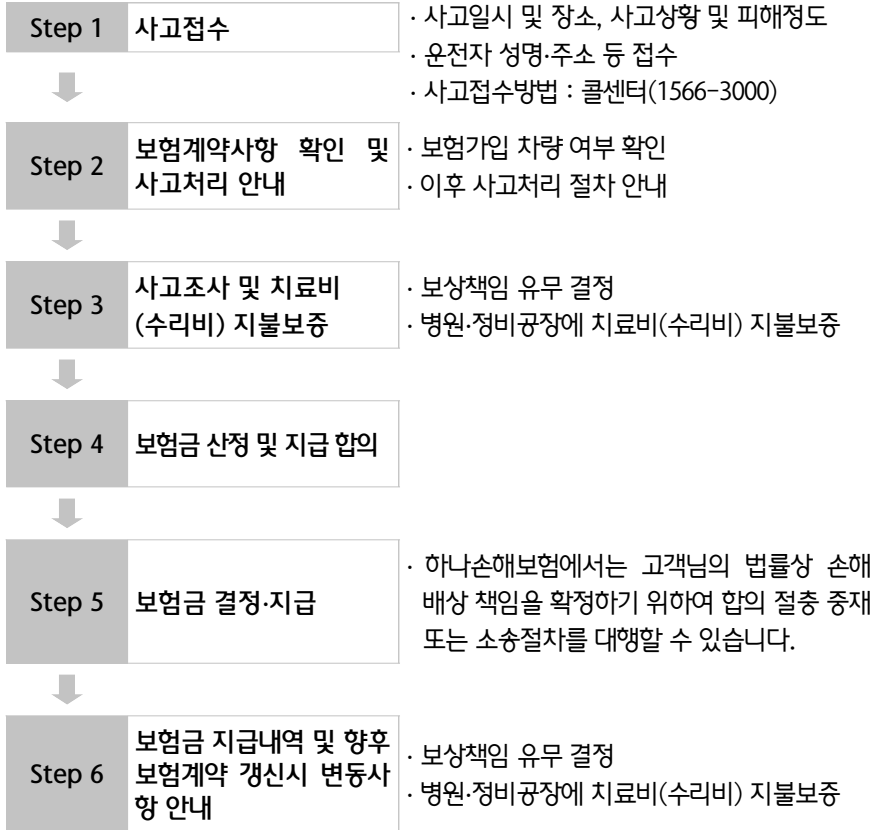 Step 1 사고접수
· 사고일시 및 장소, 사고상황 및 피해정도
· 운전자 성명·주소 등 접수
· 사고접수방법 : 콜센터(1566-3000)
Step 2
보험계약사항 확인 및
사고처리 안내
· 보험가입 차량 여부 확인
· 이후 사고처리 절차 안내
Step 3
사고조사 및 치료비
(수리비) 지불보증
· 보상책임 유무 결정
· 병원·정비공장에 치료비(수리비) 지불보증
Step 4 보험금 산정 및 지급 합의
Step 5 보험금 결정·지급
· 하나손해보험에서는 고객님의 법률상 손해
배상 책임을 확정하기 위하여 합의 절충 중재
또는 소송절차를 대행할 수 있습니다.
Step 6
보험금 지급내역 및 향후
보험계약 갱신시 변동사
항 안내
· 보상책임 유무 결정
· 병원·정비공장에 치료비(수리비) 지불보증